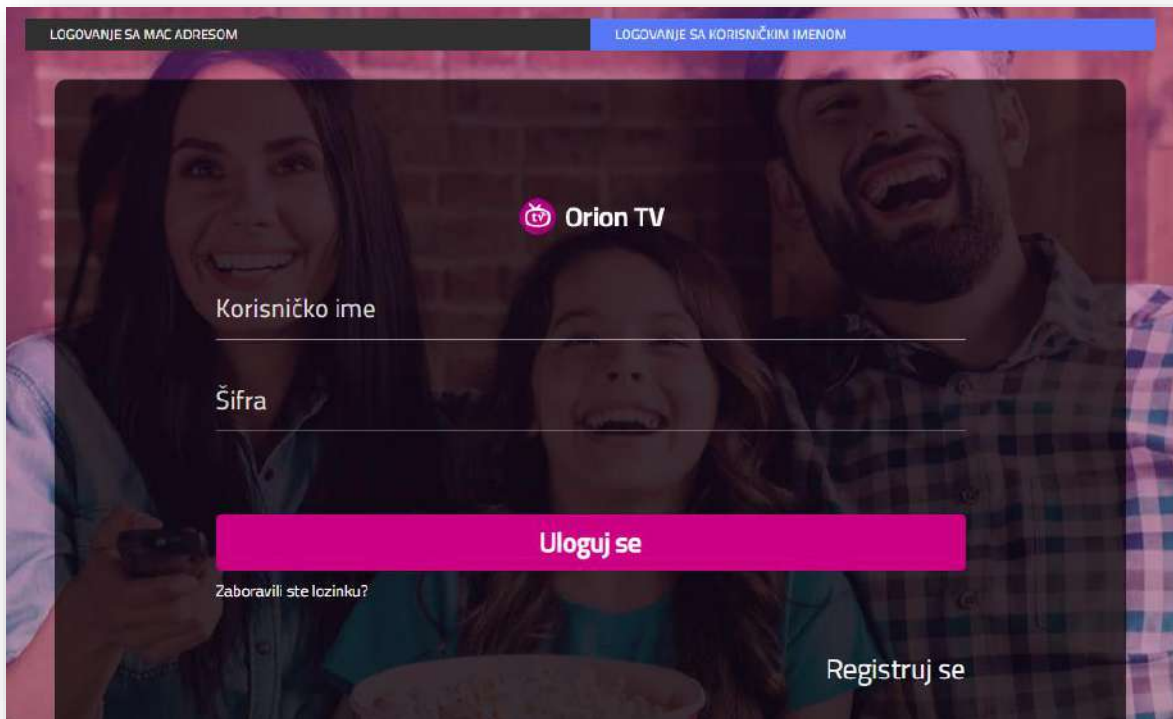 LOGOVANJE SA MAC ADRESOM
LOGOVANJE SA KORISNIČKIM IMENOM
tv Orion TV
Korisničko ime
Šifra
Uloguj se
Zaboravili ste lozinku?
Registruj se